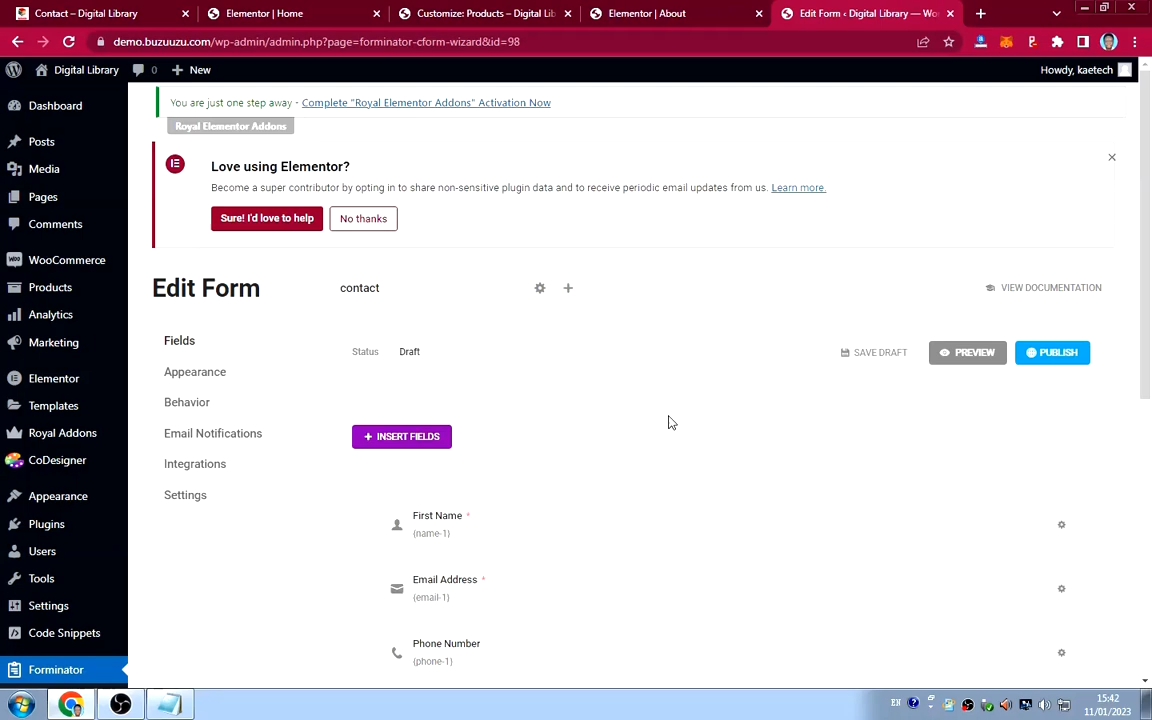 Contact – Digital Library
Elementor | Home
Customize: Products – Digital Lib
Elementor | About
Edit Form ‹ Digital Library — Wo
demo.buzuuzu.com/wp-admin/admin.php?page=forminator-cform-wizard&id=98
Digital Library
0
New
Howdy, kaetech
Dashboard
Posts
Media
Pages
Comments
WooCommerce
Products
Analytics
Marketing
Elementor
Templates
Royal Addons
CoDesigner
Appearance
Plugins
Users
Tools
Settings
Code Snippets
Forminator
You are just one step away - Complete "Royal Elementor Addons" Activation Now
Royal Elementor Addons
Love using Elementor?
Become a super contributor by opting in to share non-sensitive plugin data and to receive periodic email updates from us. Learn more.
Sure! I'd love to help
No thanks
Edit Form
contact
VIEW DOCUMENTATION
Fields
Appearance
Behavior
Email Notifications
Integrations
Settings
Status
Draft
SAVE DRAFT
PREVIEW
PUBLISH
INSERT FIELDS
First Name *
(name-1)
Email Address *
(email-1)
Phone Number
(phone-1)
EN
15:42
11/01/2023